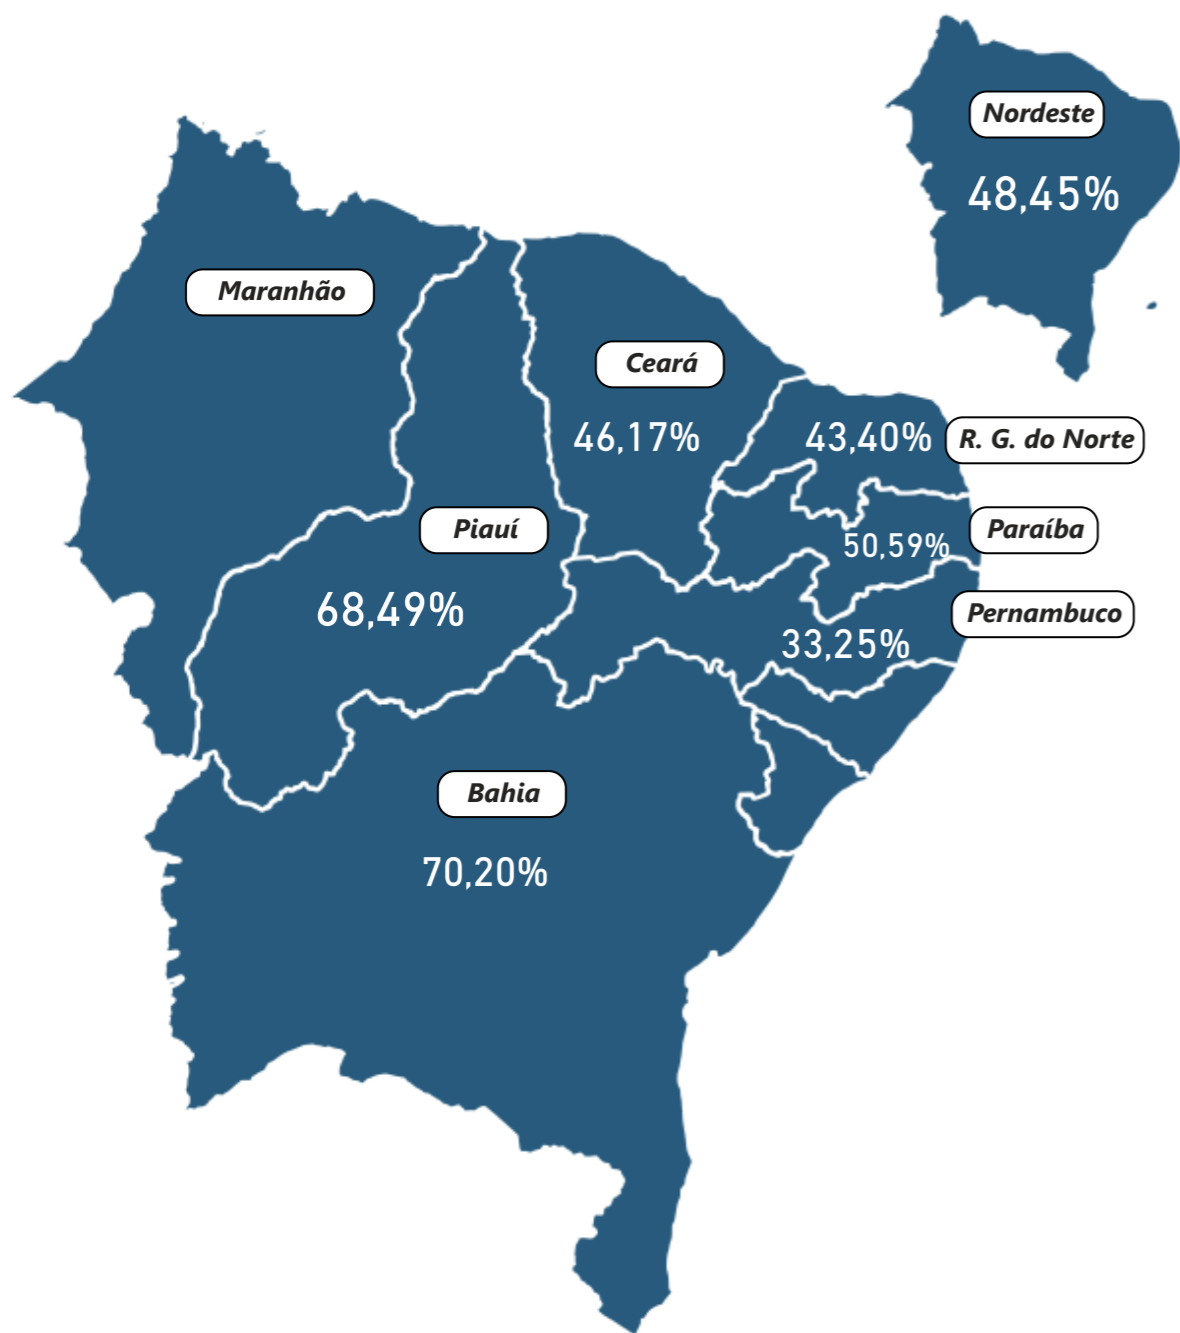 Nordeste
48,45%
Maranhão
Ceará
46,17%
43,40%
R. G. do Norte
Piauí
68,49%
Paraíba
50,59%
Pernambuco
33,25%
Bahia
70,20%